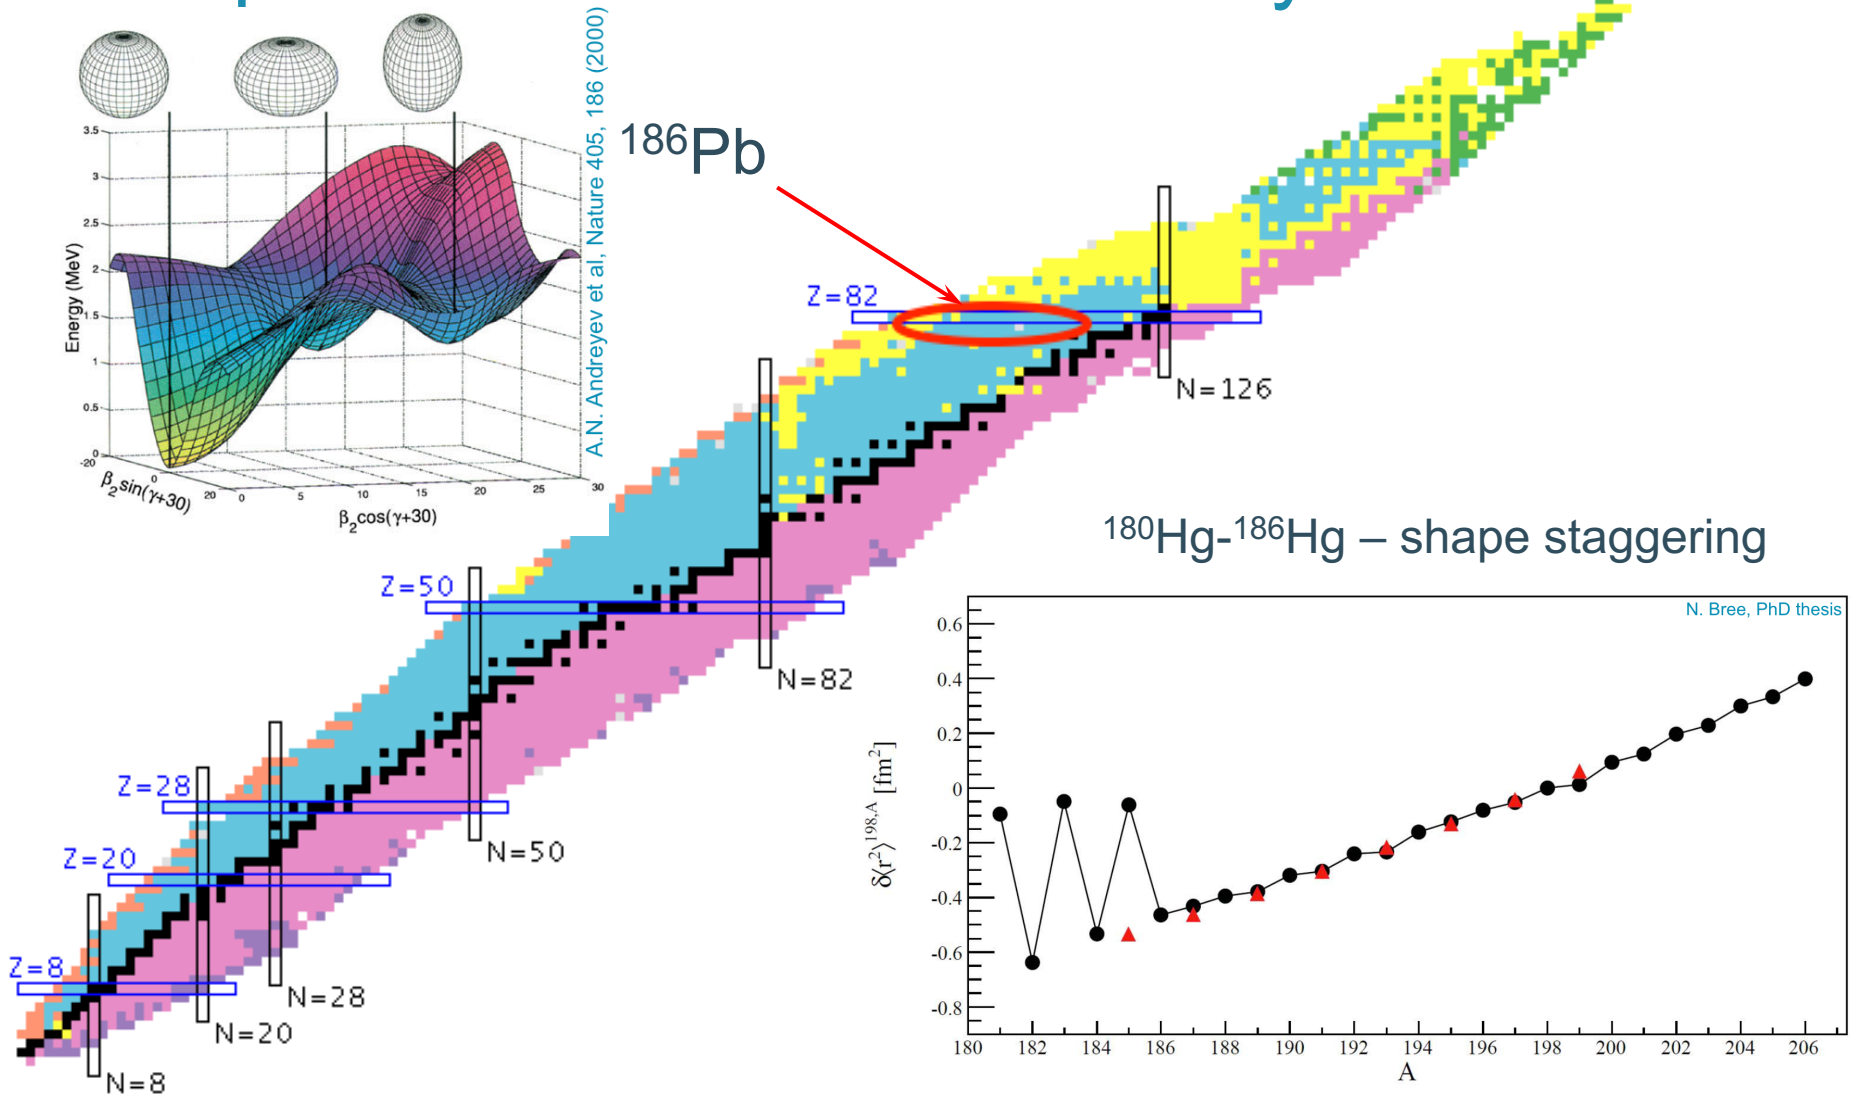 A.N. Andreyev et al, Nature 405, 186 (2000)
3.5
3
2.5
2
1.5
1
0.5
0
Energy (MeV)
-20
0
20
β2sin(γ+30)
0
5
10
15
20
25
30
β2cos(γ+30)
186Pb
Z=82
N=126
180Hg-186Hg – shape staggering
Z=50
N=82
Z=28
N=50
Z=20
N=28
Z=8
N=20
N=8
N. Bree, PhD thesis
0.6
0.4
0.2
0
-0.2
-0.4
-0.6
-0.8
δ⟨r2⟩198,A [fm2]
180 182 184 186 188 190 192 194 196 198 200 202 204 206
A